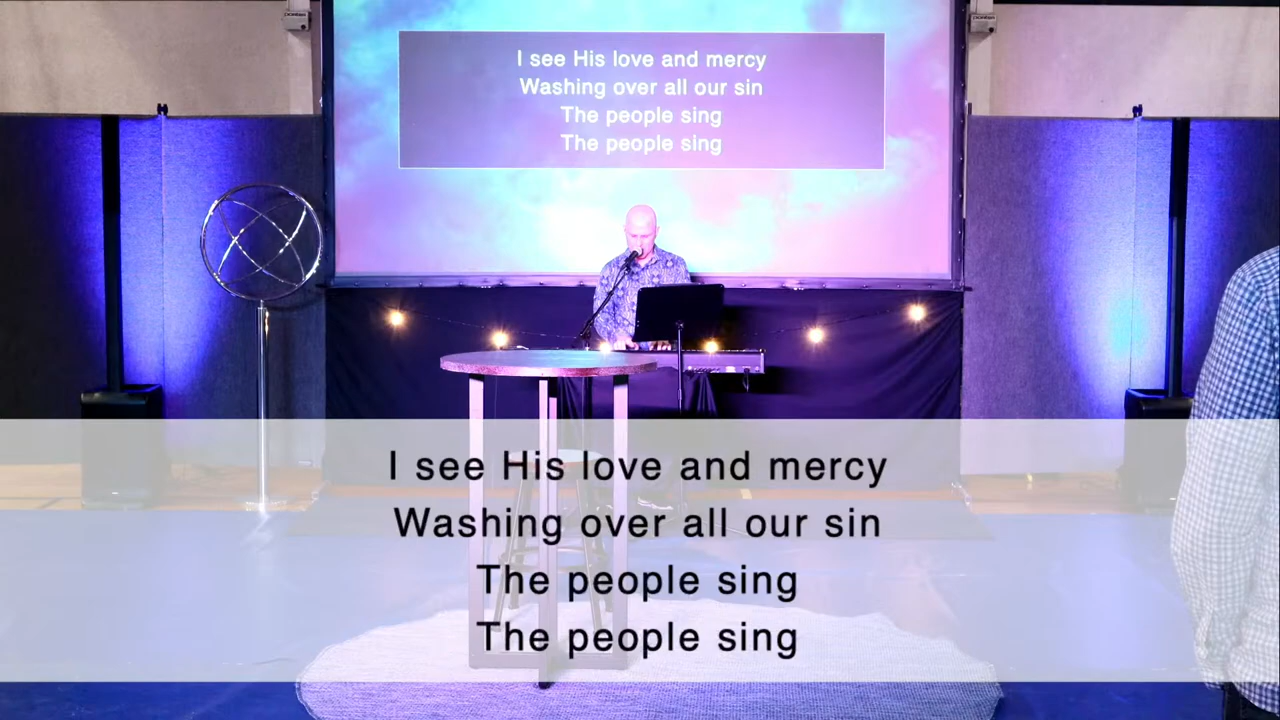 I see His love and mercy
Washing over all our sin
The people sing
The people sing
I see His love and mercy
Washing over all our sin
The people sing
The people sing